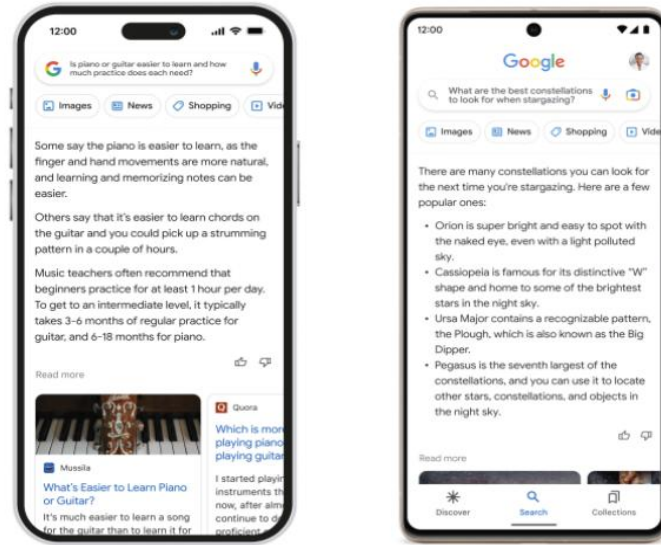 12:00
Is piano or guitar easier to learn and how
much practice does each need?
Images
News
Shopping
Some say the piano is easier to learn, as the
finger and hand movements are more natural,
and learning and memorizing notes can be
easier.
Others say that it's easier to learn chords on
the guitar and you could pick up a strumming
pattern in a couple of hours.
Music teachers often recommend that
beginners practice for at least 1 hour per day.
To get to an intermediate level, it typically
takes 3-6 months of regular practice for
guitar, and 6-18 months for piano.
Read more
Mussila
What's Easier to Learn Piano
or Guitar?
It's much easier to learn a song
for the guitar than to learn it for
Quora
Which is mor
playing piano
playing guita
I started playin
instruments th
now, after alm
continue to de
proficient
12:00
Google
What are the best constellations
to look for when stargazing?
Images
News
Shopping
Vide
There are many constellations you can look for
the next time you're stargazing. Here are a few
popular ones:
• Orion is super bright and easy to spot with
the naked eye, even with a light polluted
sky.
• Cassiopeia is famous for its distinctive "W"
shape and home to some of the brightest
stars in the night sky.
• Ursa Major contains a recognizable pattern,
the Plough, which is also known as the Big
Dipper.
• Pegasus is the seventh largest of the
constellations, and you can use it to locate
other stars, constellations, and objects in
the night sky.
Read more
Discover
Search
Collections